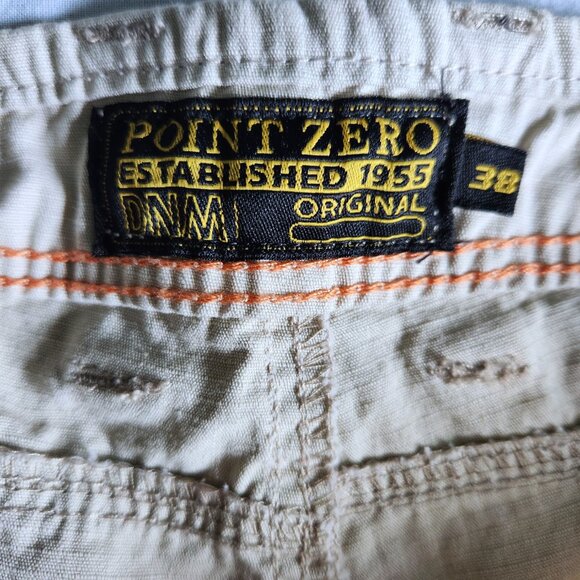 POINT ZERO
ESTABLISHED 1955
DNM ORIGINAL
38